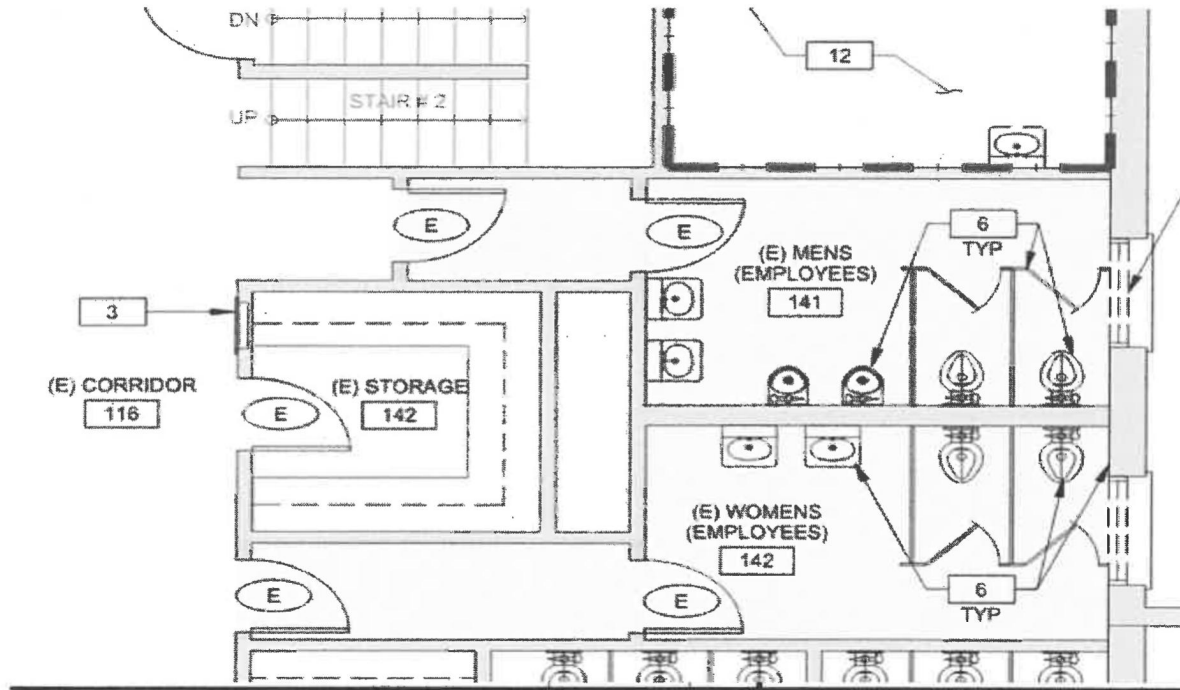 DN
12
STAIR # 2
UP
E
E
6
TYP
(E) MENS
(EMPLOYEES)
141
3
(E) CORRIDOR
116
(E) STORAGE
142
E
(E) WOMENS
(EMPLOYEES)
142
6
TYP
E
E